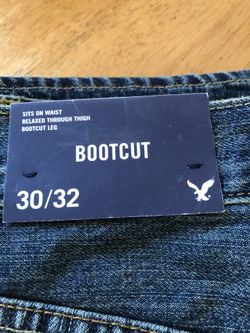 SITS ON WAIST
RELAXED THROUGH THIGH
BOOTCUT LEG
BOOTCUT
30/32